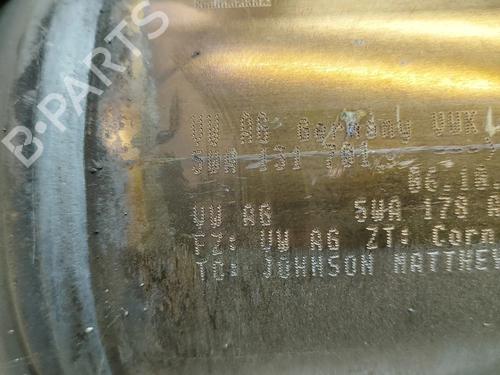 B-PARTS
VW AG Germany VUX
5WA 131 701
06.10
VW AG 5WA 178
FZ: VW AG ZT: Corn
TC: JOHNSON MATTHEY